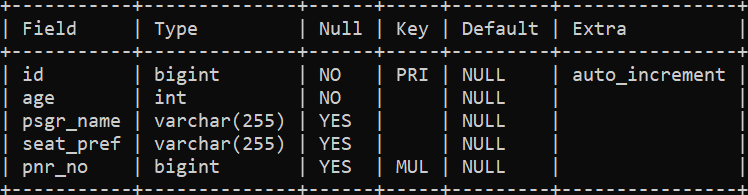 +-----------+--------------+------+-----+---------+----------------+
| Field     | Type         | Null | Key | Default | Extra          |
+-----------+--------------+------+-----+---------+----------------+
| id        | bigint       | NO   | PRI | NULL    | auto_increment |
| age       | int          | NO   |     | NULL    |                |
| psgr_name | varchar(255) | YES  |     | NULL    |                |
| seat_pref | varchar(255) | YES  |     | NULL    |                |
| pnr_no    | bigint       | YES  | MUL | NULL    |                |
+-----------+--------------+------+-----+---------+----------------+